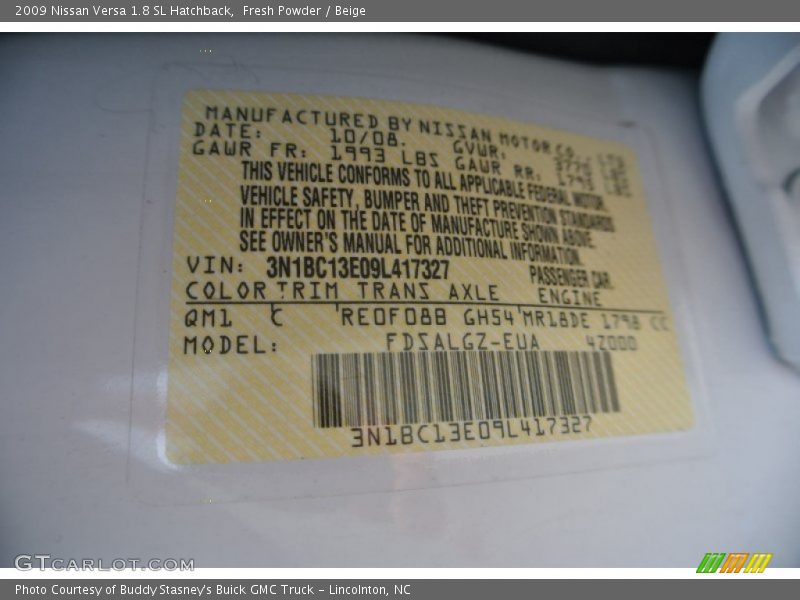 2009 Nissan Versa 1.8 SL Hatchback,  Fresh Powder / Beige
MANUFACTURED BY NISSAN MOTOR CO.
DATE: 10/08. GVWR:
GAWR FR: 1993 LBS GAWR RR: 1793 LBS
THIS VEHICLE CONFORMS TO ALL APPLICABLE FEDERAL MOTOR
VEHICLE SAFETY, BUMPER AND THEFT PREVENTION STANDARDS
IN EFFECT ON THE DATE OF MANUFACTURE SHOWN ABOVE.
SEE OWNER'S MANUAL FOR ADDITIONAL INFORMATION.
VIN: 3N1BC13E09L417327 PASSENGER CAR.
COLOR TRIM TRANS AXLE ENGINE
QM1 C RE0F08B GH54 MR18DE 1798 CC
MODEL: FDSALGZ-EUA 4Z000
3N1BC13E09L417327
GTCARLOT.COM
Photo Courtesy of Buddy Stasney's Buick GMC Truck – Lincolnton, NC